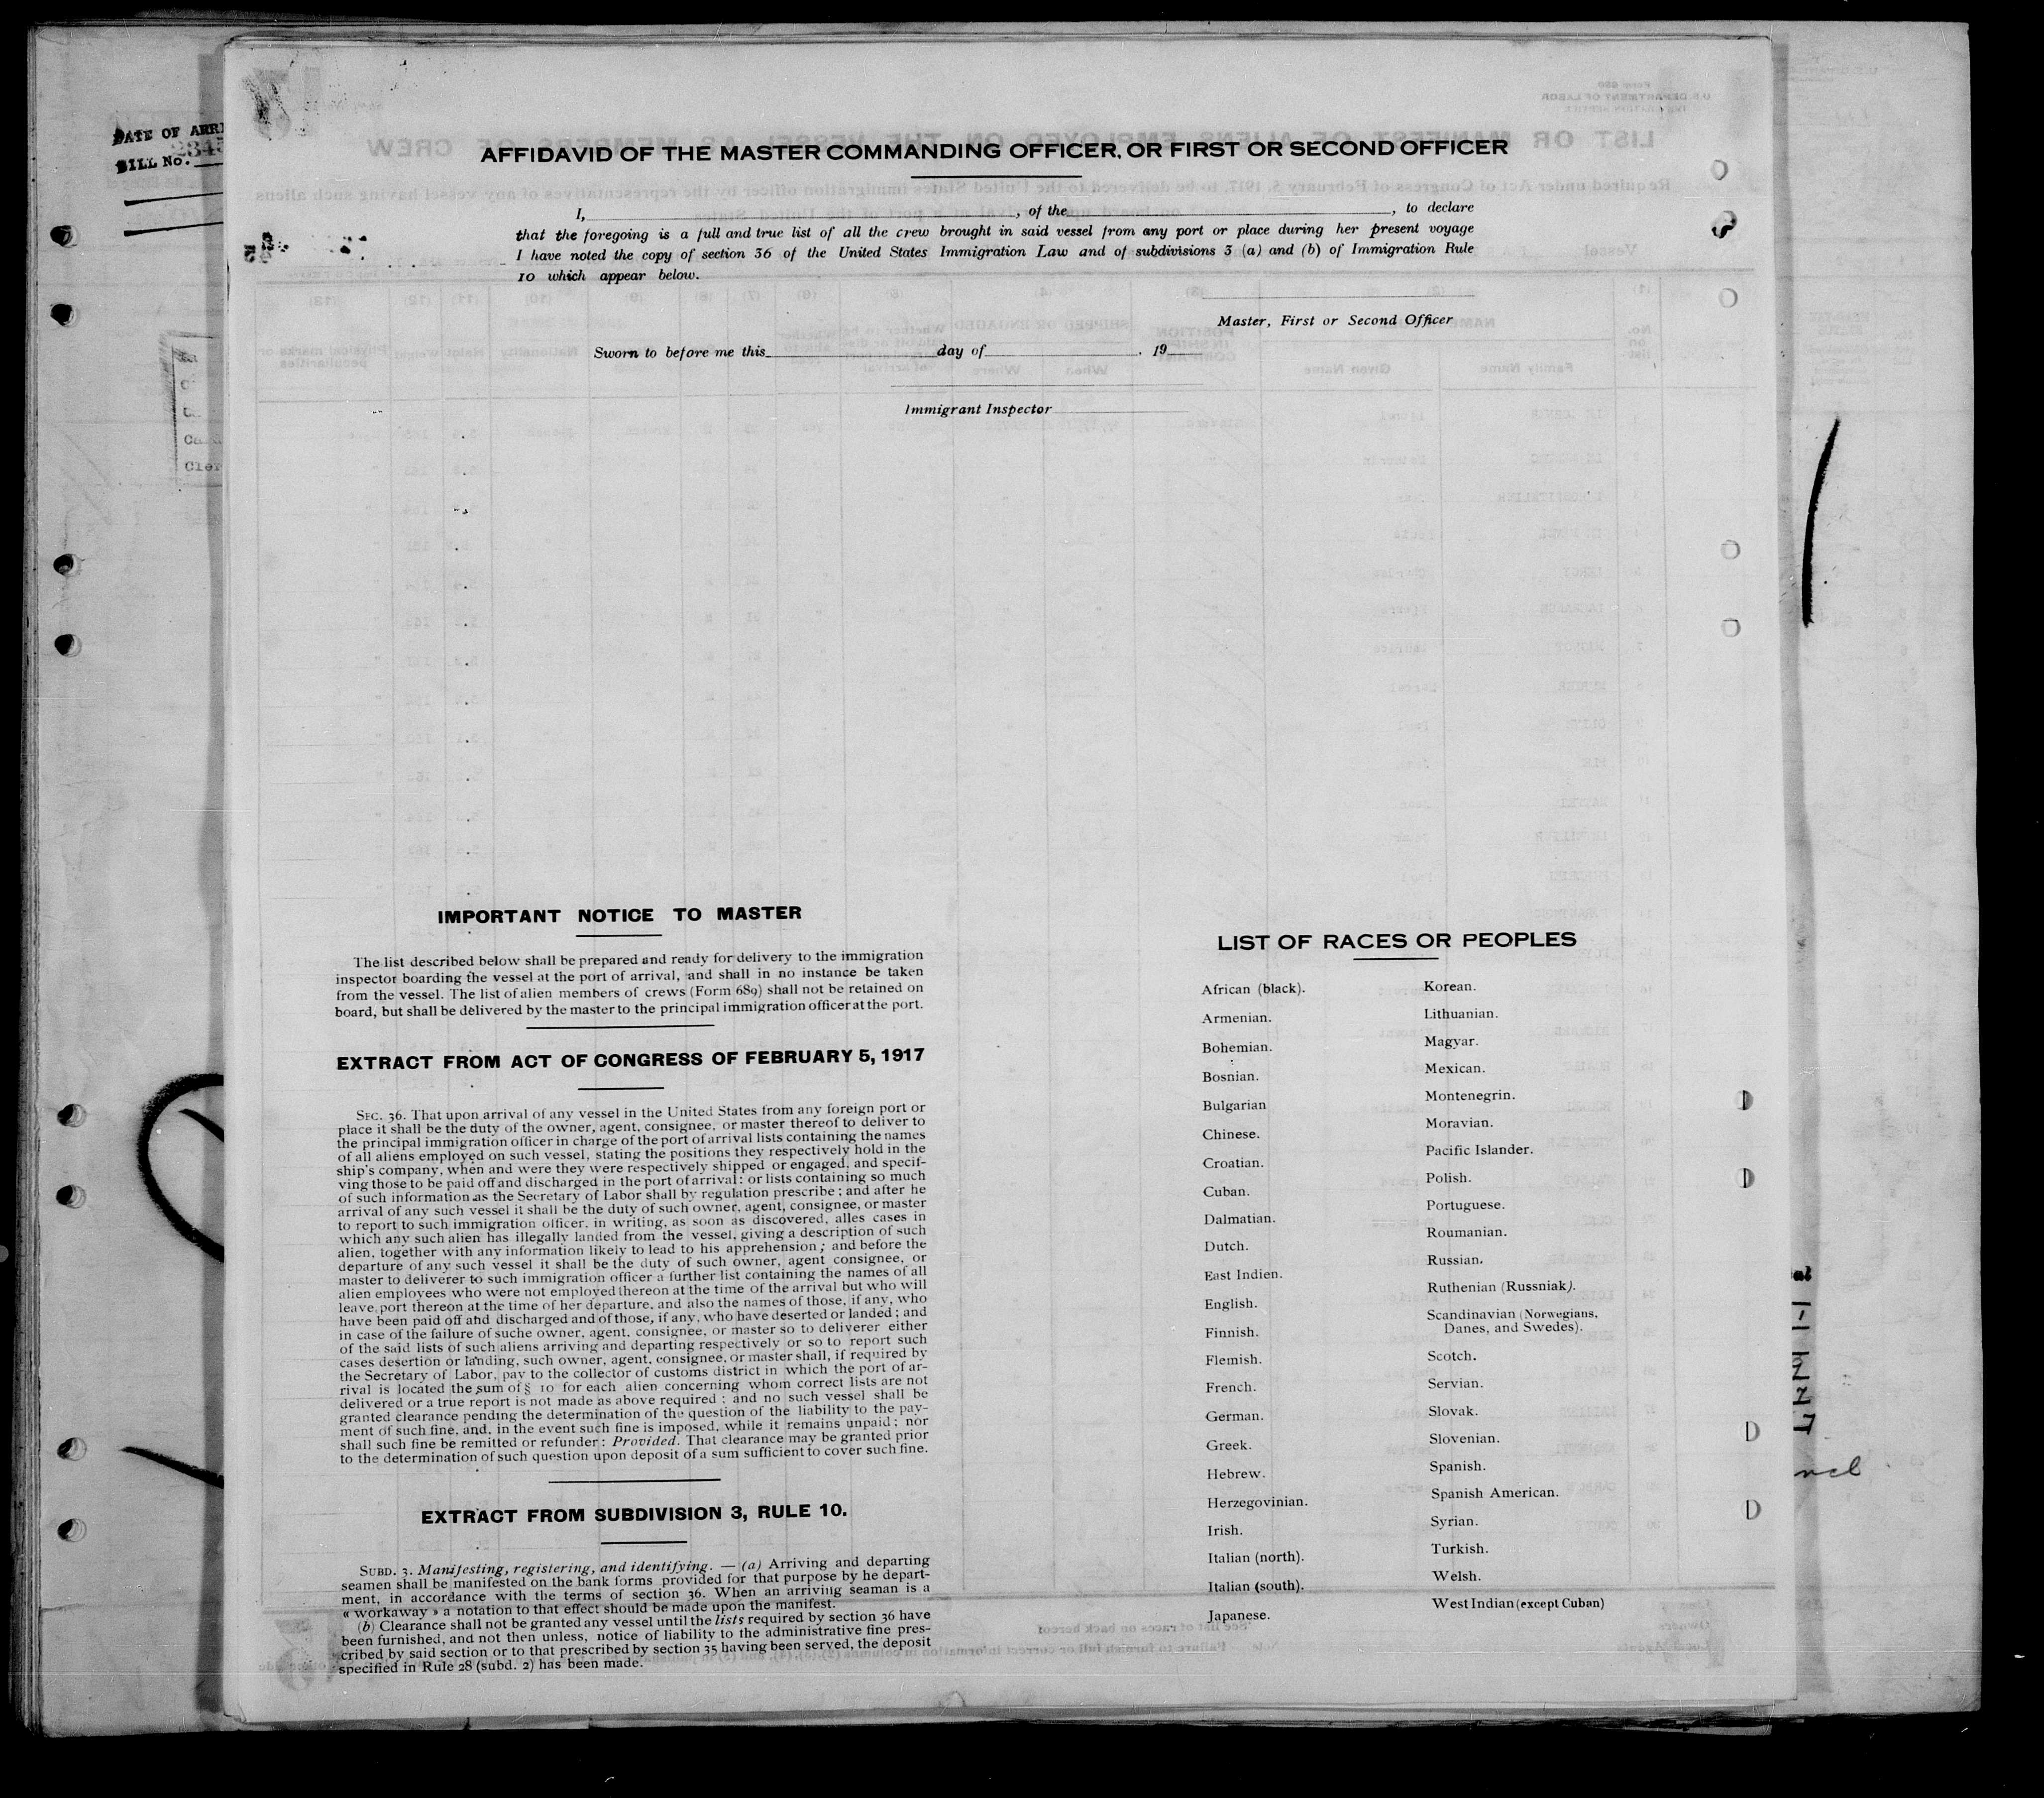 DATE OF ARRI
BILL No.
AFFIDAVID OF THE MASTER COMMANDING OFFICER, OR FIRST OR SECOND OFFICER
I, , of the , to declare
that the foregoing is a full and true list of all the crew brought in said vessel from any port or place during her present voyage
I have noted the copy of section 36 of the United States Immigration Law and of subdivisions 3 (a) and (b) of Immigration Rule
10 which appear below.
Master, First or Second Officer
Sworn to before me this day of . 19
Immigrant Inspector
IMPORTANT NOTICE TO MASTER
The list described below shall be prepared and ready for delivery to the immigration
inspector boarding the vessel at the port of arrival, and shall in no instance be taken
from the vessel. The list of alien members of crews (Form 689) shall not be retained on
board, but shall be delivered by the master to the principal immigration officer at the port.
EXTRACT FROM ACT OF CONGRESS OF FEBRUARY 5, 1917
SEC. 36. That upon arrival of any vessel in the United States from any foreign port or
place it shall be the duty of the owner, agent, consignee, or master thereof to deliver to
the principal immigration officer in charge of the port of arrival lists containing the names
of all aliens employed on such vessel, stating the positions they respectively hold in the
ship's company, when and were they were respectively shipped or engaged, and specif-
ving those to be paid off and discharged in the port of arrival: or lists containing so much
of such information as the Secretary of Labor shall by regulation prescribe; and after he
arrival of any such vessel it shall be the duty of such owner, agent, consignee, or master
to report to such immigration officer, in writing, as soon as discovered, alles cases in
which any such alien has illegally landed from the vessel, giving a description of such
alien, together with any information likely to lead to his apprehension; and before the
departure of any such vessel it shall be the duty of such owner, agent consignee, or
master to deliverer to such immigration officer a further list containing the names of all
alien employees who were not employed thereon at the time of the arrival but who will
leave port thereon at the time of her departure, and also the names of those, if any, who
have been paid off and discharged and of those, if any, who have deserted or landed; and
in case of the failure of suche owner, agent, consignee, or master so to deliverer either
of the said lists of such aliens arriving and departing respectively or so to report such
cases desertion or landing, such owner, agent, consignee, or master shall, if required by
the Secretary of Labor, pay to the collector of customs district in which the port of ar-
rival is located the sum of § 10 for each alien concerning whom correct lists are not
delivered or a true report is not made as above required; and no such vessel shall be
granted clearance pending the determination of the question of the liability to the pay-
ment of such fine, and, in the event such fine is imposed, while it remains unpaid; nor
shall such fine be remitted or refunder: Provided. That clearance may be granted prior
to the determination of such question upon deposit of a sum sufficient to cover such fine.
EXTRACT FROM SUBDIVISION 3, RULE 10.
SUBD. 3. Manifesting, registering, and identifying. — (a) Arriving and departing
seamen shall be manifested on the bank forms provided for that purpose by he depart-
ment, in accordance with the terms of section 36. When an arriving seaman is a
« workaway » a notation to that effect should be made upon the manifest.
(b) Clearance shall not be granted any vessel until the lists required by section 36 have
been furnished, and not then unless, notice of liability to the administrative fine pres-
cribed by said section or to that prescribed by section 35 having been served, the deposit
specified in Rule 28 (subd. 2) has been made.
LIST OF RACES OR PEOPLES
African (black).
Armenian.
Bohemian.
Bosnian.
Bulgarian
Chinese.
Croatian.
Cuban.
Dalmatian.
Dutch.
East Indien.
English.
Finnish.
Flemish.
French.
German.
Greek.
Hebrew.
Herzegovinian.
Irish.
Italian (north).
Italian (south).
Japanese.
Korean.
Lithuanian.
Magyar.
Mexican.
Montenegrin.
Moravian.
Pacific Islander.
Polish.
Portuguese.
Roumanian.
Russian.
Ruthenian (Russniak).
Scandinavian (Norwegians,
Danes, and Swedes).
Scotch.
Servian.
Slovak.
Slovenian.
Spanish.
Spanish American.
Syrian.
Turkish.
Welsh.
West Indian (except Cuban)